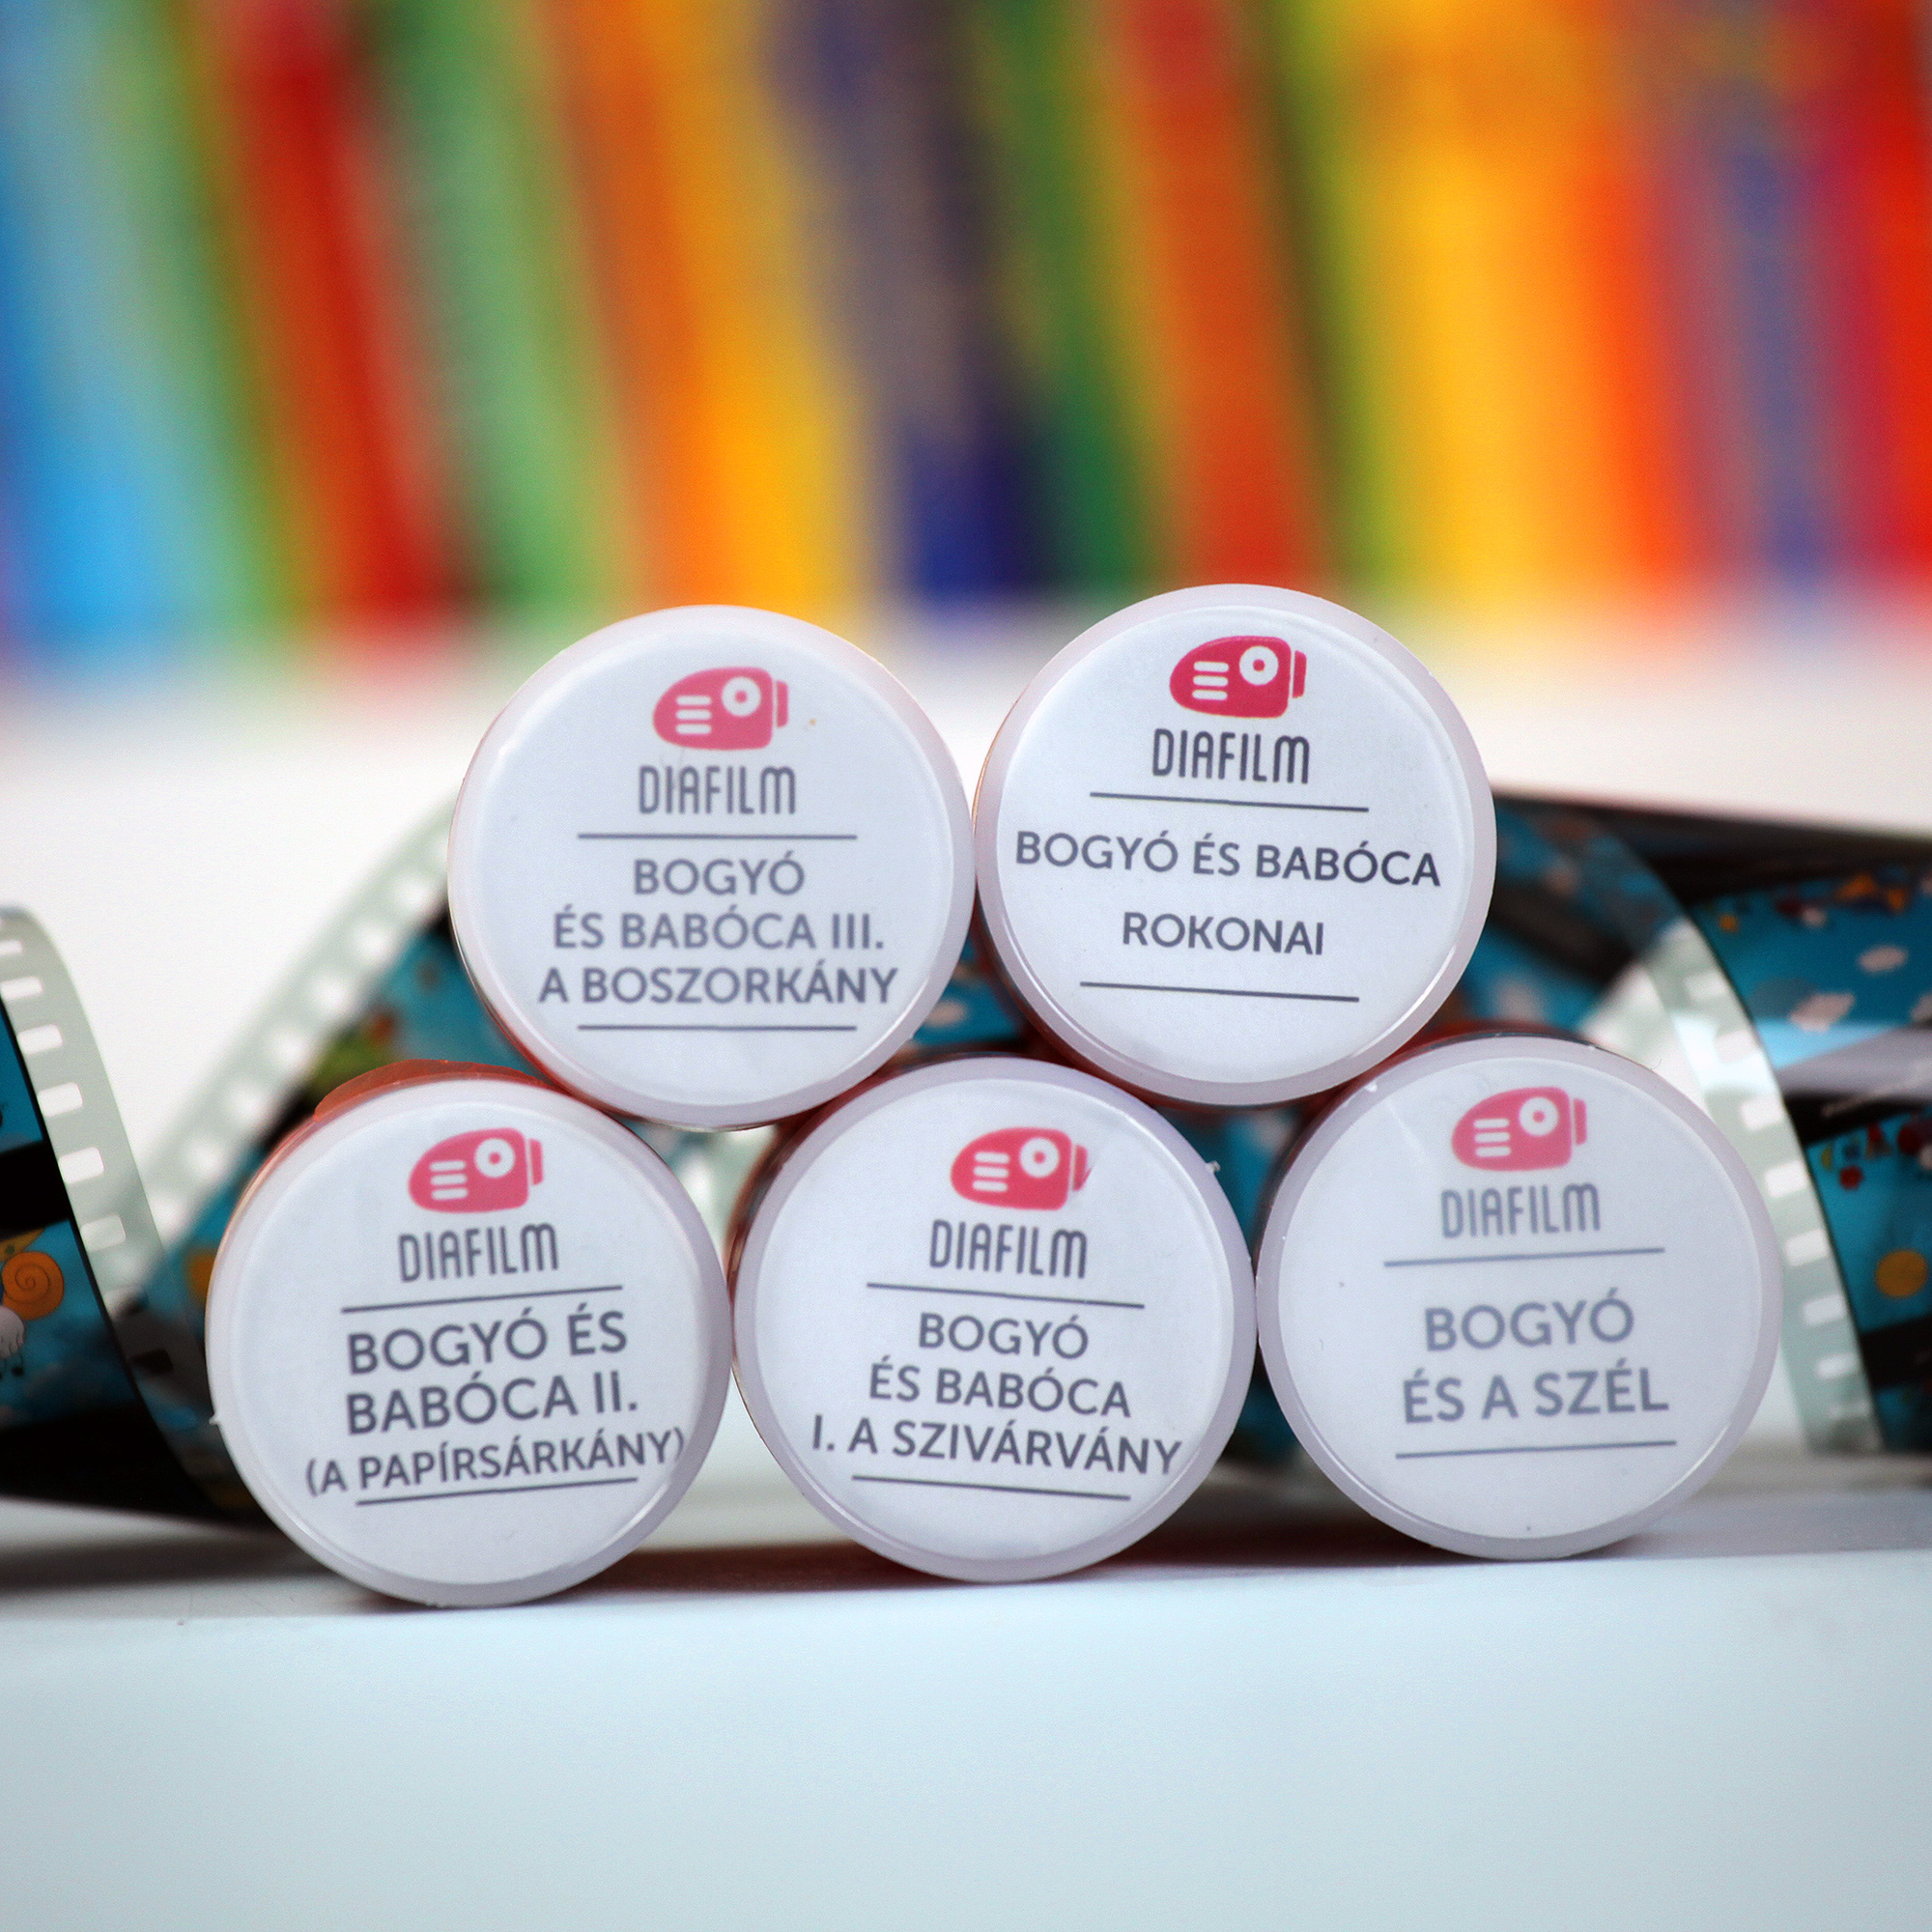 DIAFILM
BOGYÓ
ÉS BABÓCA III.
A BOSZORKÁNY
DIAFILM
BOGYÓ ÉS BABÓCA
ROKONAI
DIAFILM
BOGYÓ ÉS
BABÓCA II.
(A PAPÍRSÁRKÁNY)
DIAFILM
BOGYÓ
ÉS BABÓCA
I. A SZIVÁRVÁNY
DIAFILM
BOGYÓ
ÉS A SZÉL